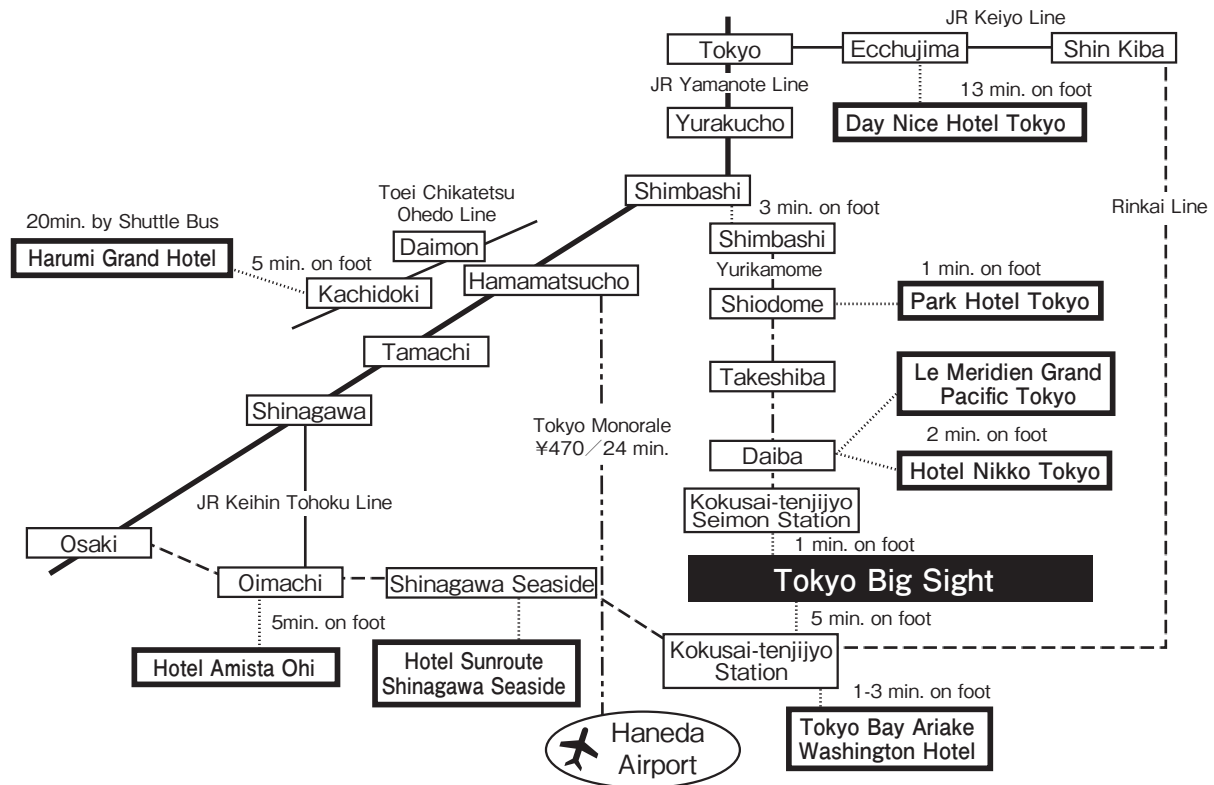 JR Keiyo Line
Tokyo
Ecchujima
Shin Kiba
JR Yamanote Line
13 min. on foot
Day Nice Hotel Tokyo
Yurakucho
Shimbashi
Toei Chikatetsu
Ohedo Line
3 min. on foot
Rinkai Line
20min. by Shuttle Bus
Harumi Grand Hotel
5 min. on foot
Daimon
Kachidoki
Shimbashi
Yurikamome
Hamamatsucho
Shiodome
1 min. on foot
Park Hotel Tokyo
Tamachi
Takeshiba
Le Meridien Grand
Pacific Tokyo
Shinagawa
Tokyo Monorale
¥470/24 min.
Daiba
2 min. on foot
Hotel Nikko Tokyo
JR Keihin Tohoku Line
Kokusai-tenjijyo
Seimon Station
Osaki
1 min. on foot
Tokyo Big Sight
Oimachi
Shinagawa Seaside
5min. on foot
5 min. on foot
Hotel Amista Ohi
Hotel Sunroute
Shinagawa Seaside
Kokusai-tenjijyo
Station
1-3 min. on foot
Tokyo Bay Ariake
Washington Hotel
Haneda
Airport